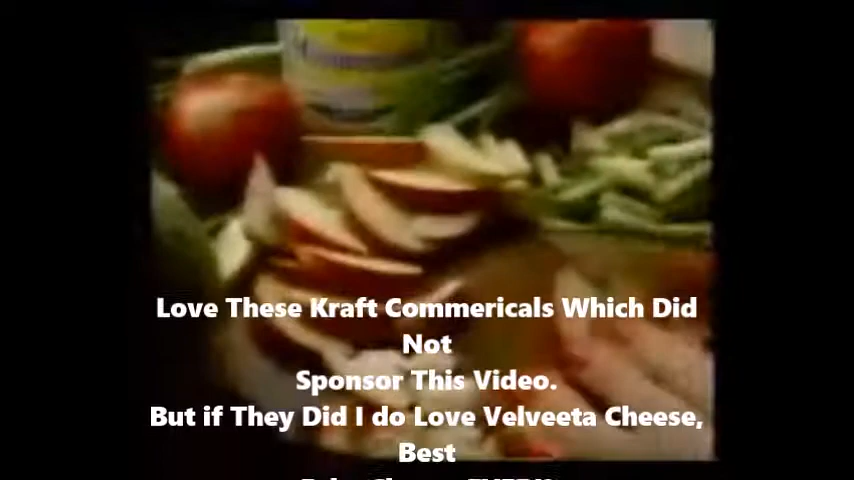 Love These Kraft Commericals Which Did
Not
Sponsor This Video.
But if They Did I do Love Velveeta Cheese,
Best